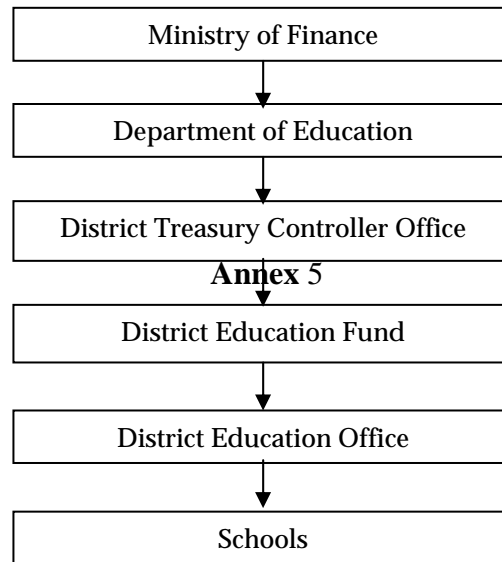 Ministry of Finance
Department of Education
District Treasury Controller Office
Annex 5
District Education Fund
District Education Office
Schools